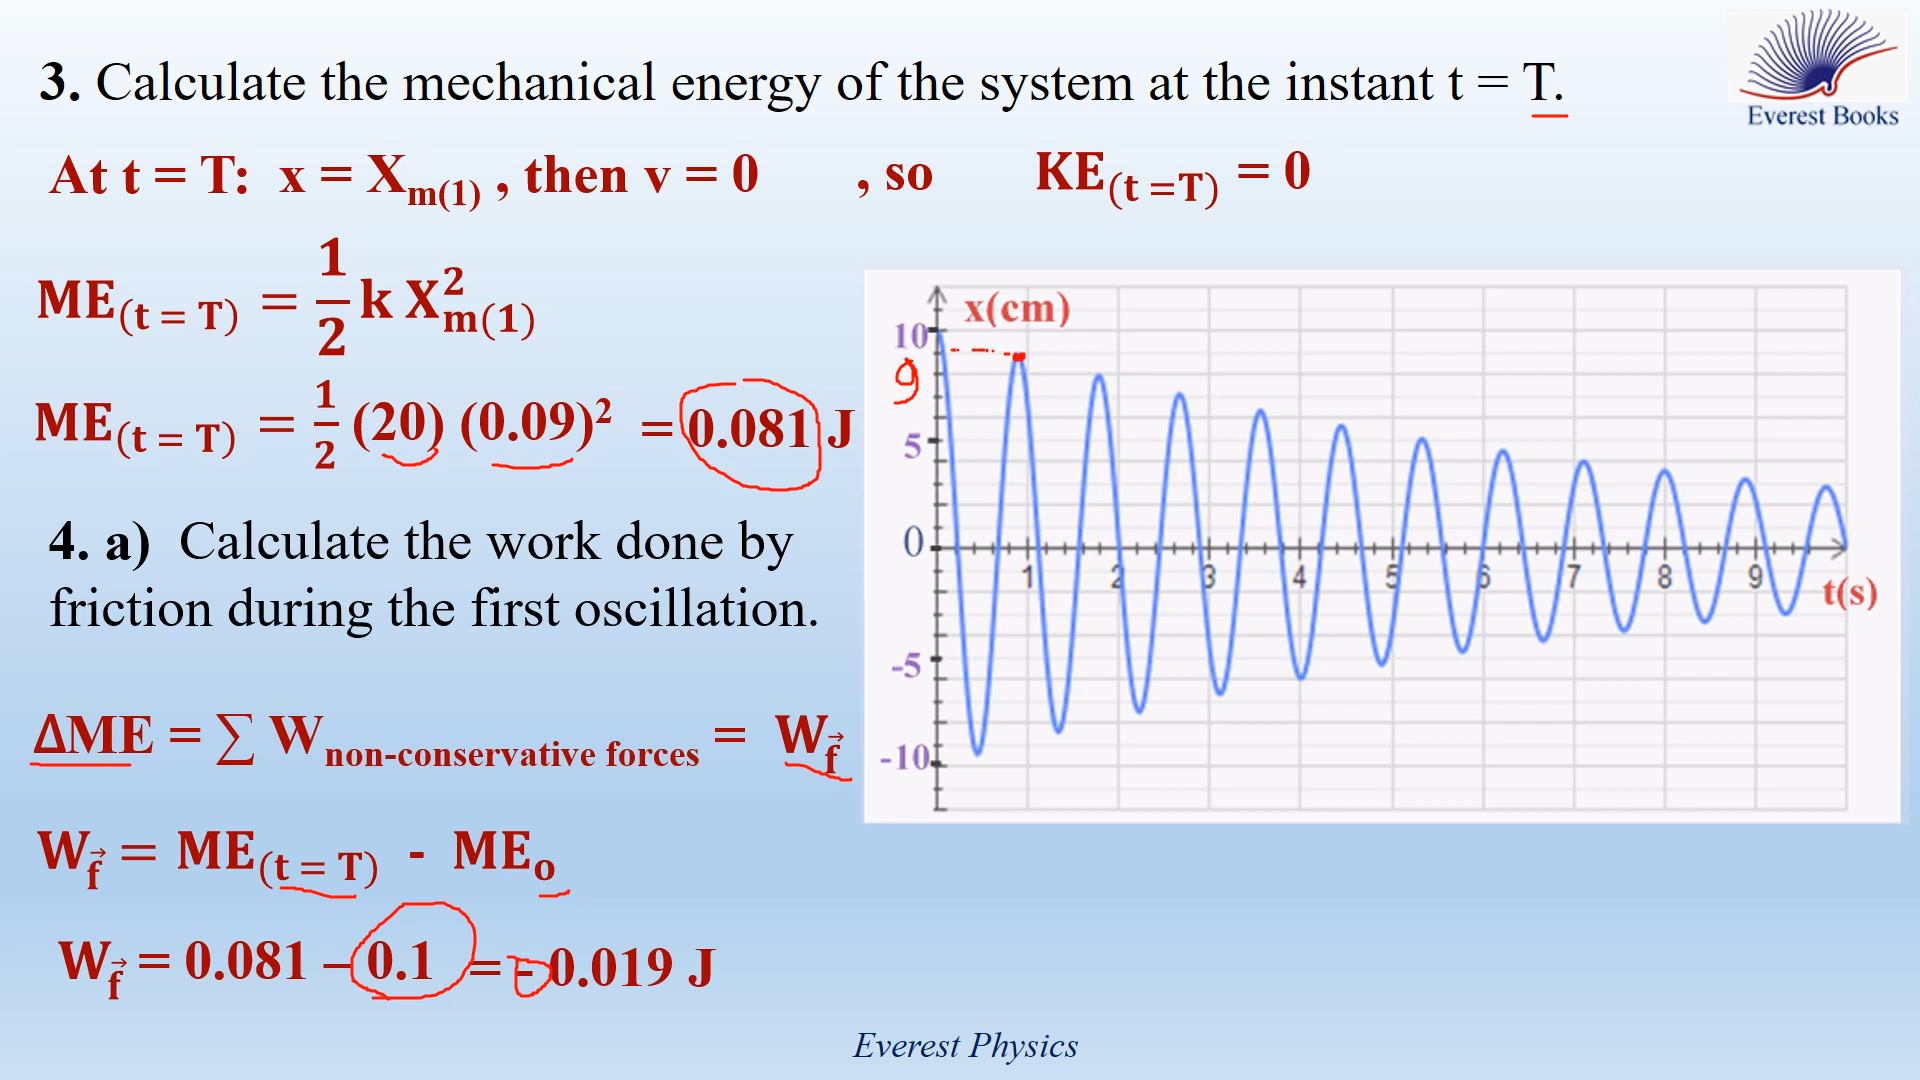 3. Calculate the mechanical energy of the system at the instant t = T.
Everest Books
At t = T: x = Xm(1) , then v = 0 , so KE(t =T) = 0
ME(t = T) = 1/2 k X²m(1)
ME(t = T) = 1/2 (20) (0.09)² = 0.081 J
4. a) Calculate the work done by
friction during the first oscillation.
ΔME = ∑ Wnon-conservative forces = Wf⃗
Wf⃗ = ME(t = T) - MEo
Wf⃗ = 0.081 – 0.1 = - 0.019 J
x(cm)
10
9
5
0
-5
-10
1 2 3 4 5 6 7 8 9
t(s)
Everest Physics